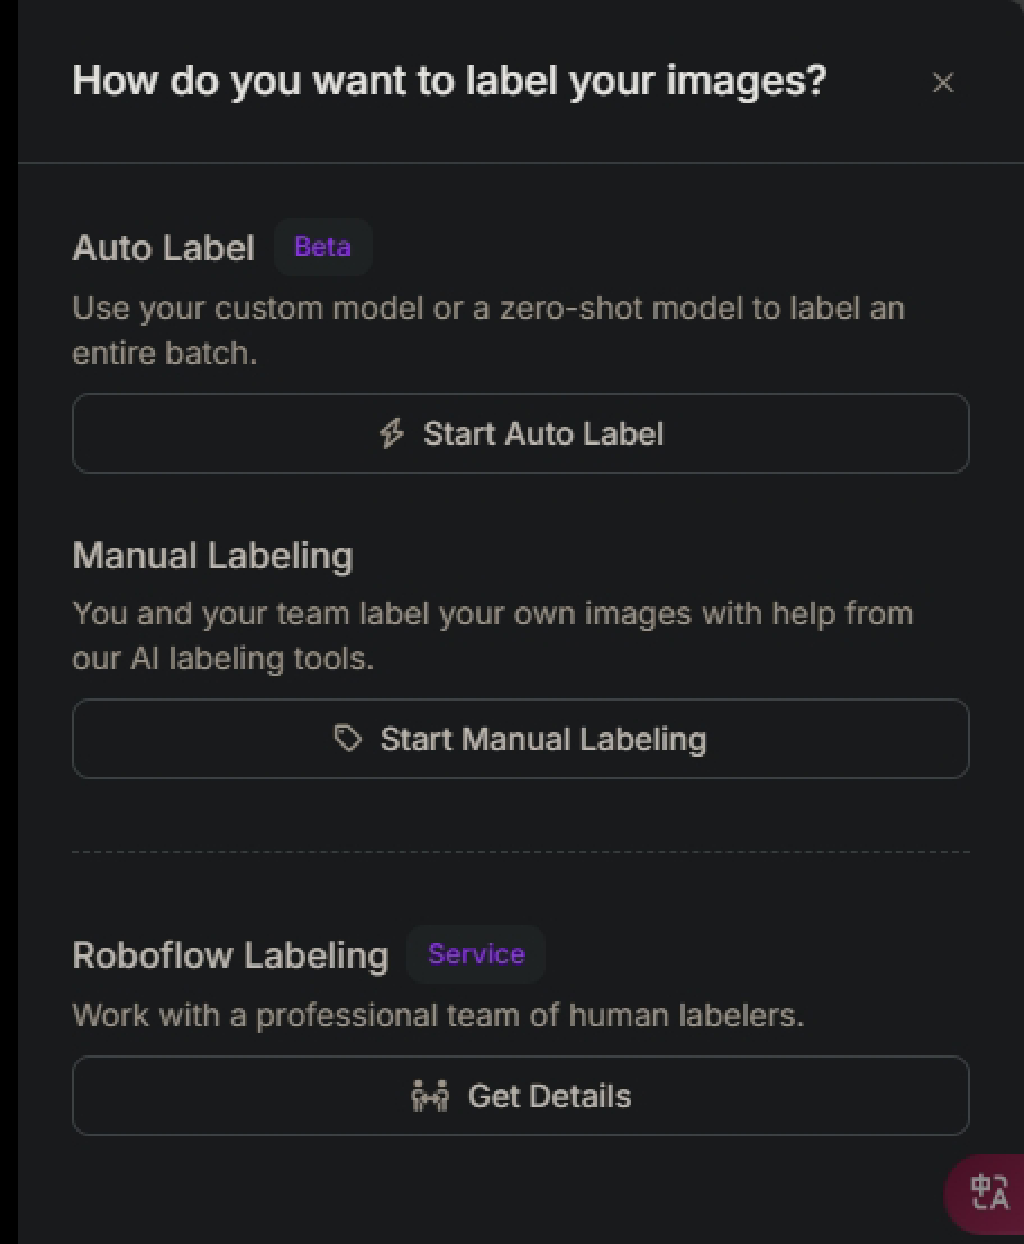 How do you want to label your images?
Auto Label Beta
Use your custom model or a zero-shot model to label an
entire batch.
Start Auto Label
Manual Labeling
You and your team label your own images with help from
our AI labeling tools.
Start Manual Labeling
Roboflow Labeling Service
Work with a professional team of human labelers.
Get Details
中A